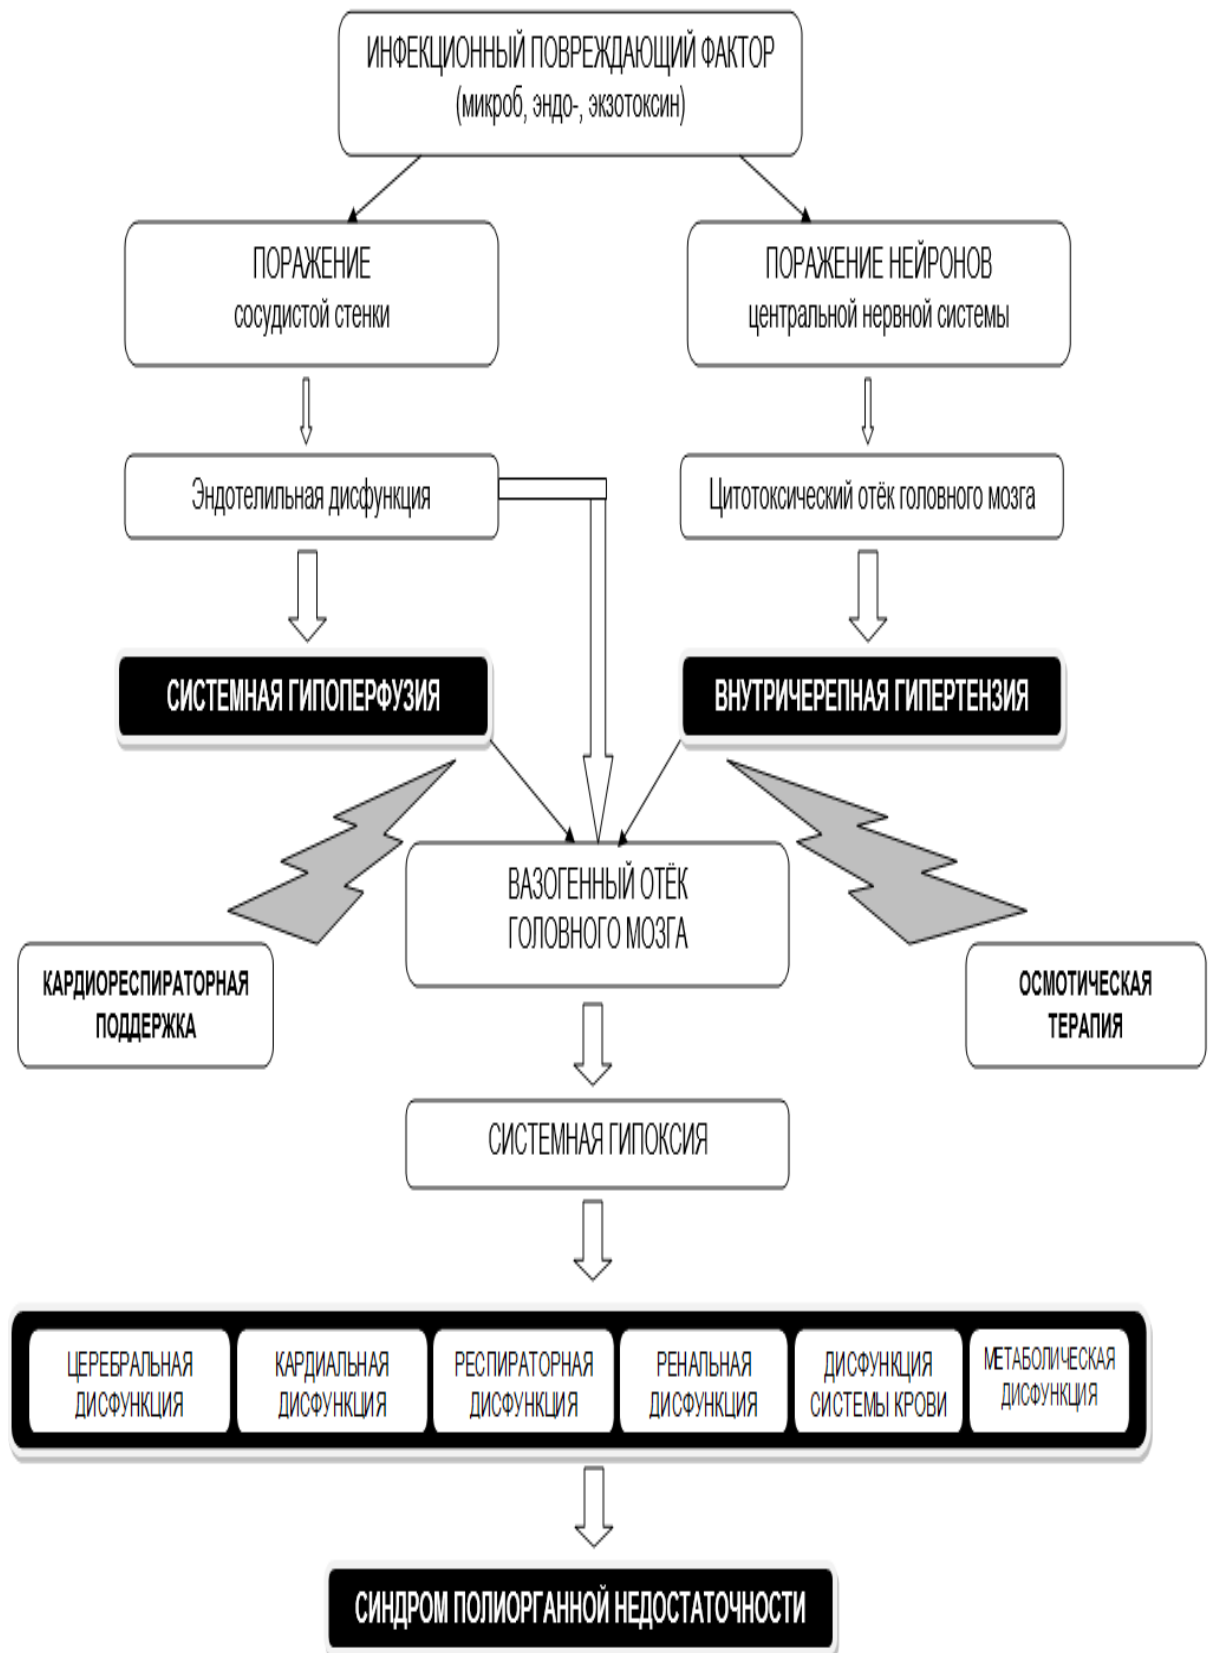 ИНФЕКЦИОННЫЙ ПОВРЕЖДАЮЩИЙ ФАКТОР
(микроб, эндо-, экзотоксин)
ПОРАЖЕНИЕ
сосудистой стенки
ПОРАЖЕНИЕ НЕЙРОНОВ
центральной нервной системы
Эндотелильная дисфункция
Цитотоксический отёк головного мозга
СИСТЕМНАЯ ГИПОПЕРФУЗИЯ
ВНУТРИЧЕРЕПНАЯ ГИПЕРТЕНЗИЯ
ВАЗОГЕННЫЙ ОТЁК
ГОЛОВНОГО МОЗГА
КАРДИОРЕСПИРАТОРНАЯ
ПОДДЕРЖКА
ОСМОТИЧЕСКАЯ
ТЕРАПИЯ
СИСТЕМНАЯ ГИПОКСИЯ
ЦЕРЕБРАЛЬНАЯ
ДИСФУНКЦИЯ
КАРДИАЛЬНАЯ
ДИСФУНКЦИЯ
РЕСПИРАТОРНАЯ
ДИСФУНКЦИЯ
РЕНАЛЬНАЯ
ДИСФУНКЦИЯ
ДИСФУНКЦИЯ
СИСТЕМЫ КРОВИ
МЕТАБОЛИЧЕСКАЯ
ДИСФУНКЦИЯ
СИНДРОМ ПОЛИОРГАННОЙ НЕДОСТАТОЧНОСТИ